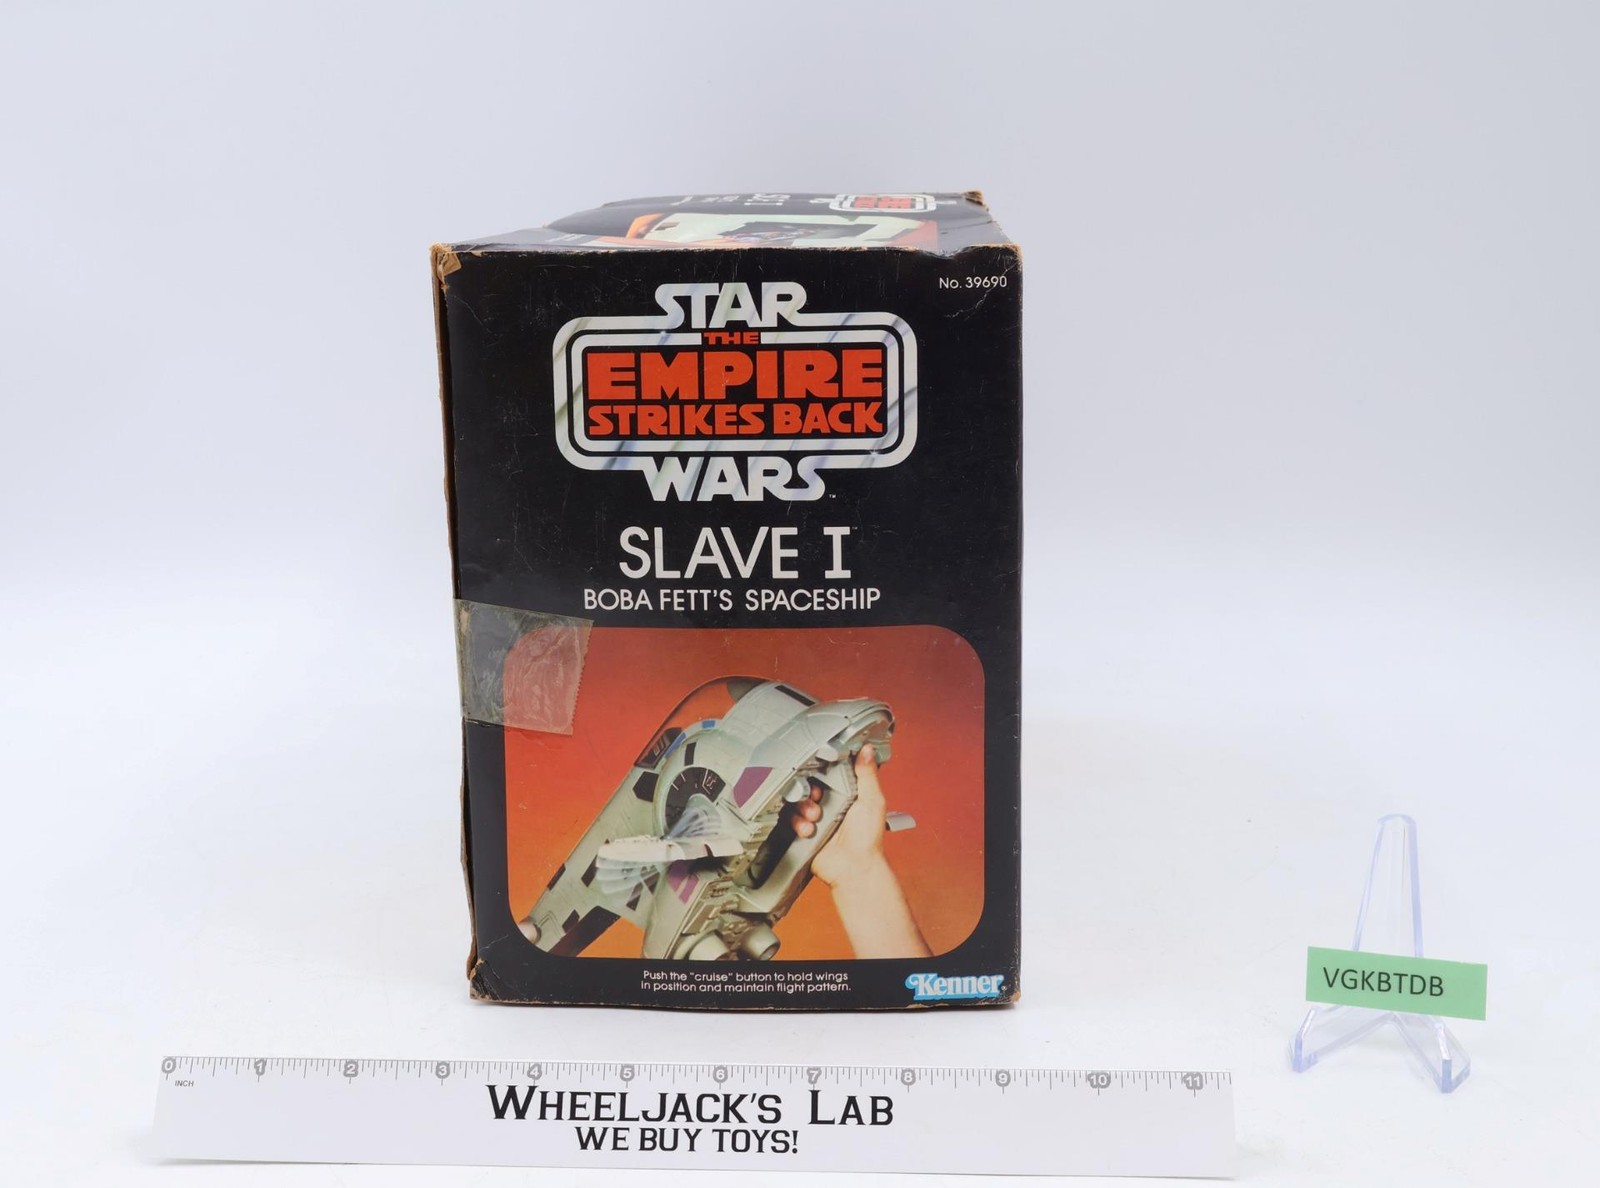 No. 39690
STAR
THE
EMPIRE
STRIKES BACK
WARS
SLAVE I
BOBA FETT'S SPACESHIP
Push the "cruise" button to hold wings
in position and maintain flight pattern.
Kenner
VGKBTDB
0 1 2 3 4 5 6 7 8 9 10 11
INCH
WHEELJACK'S LAB
WE BUY TOYS!